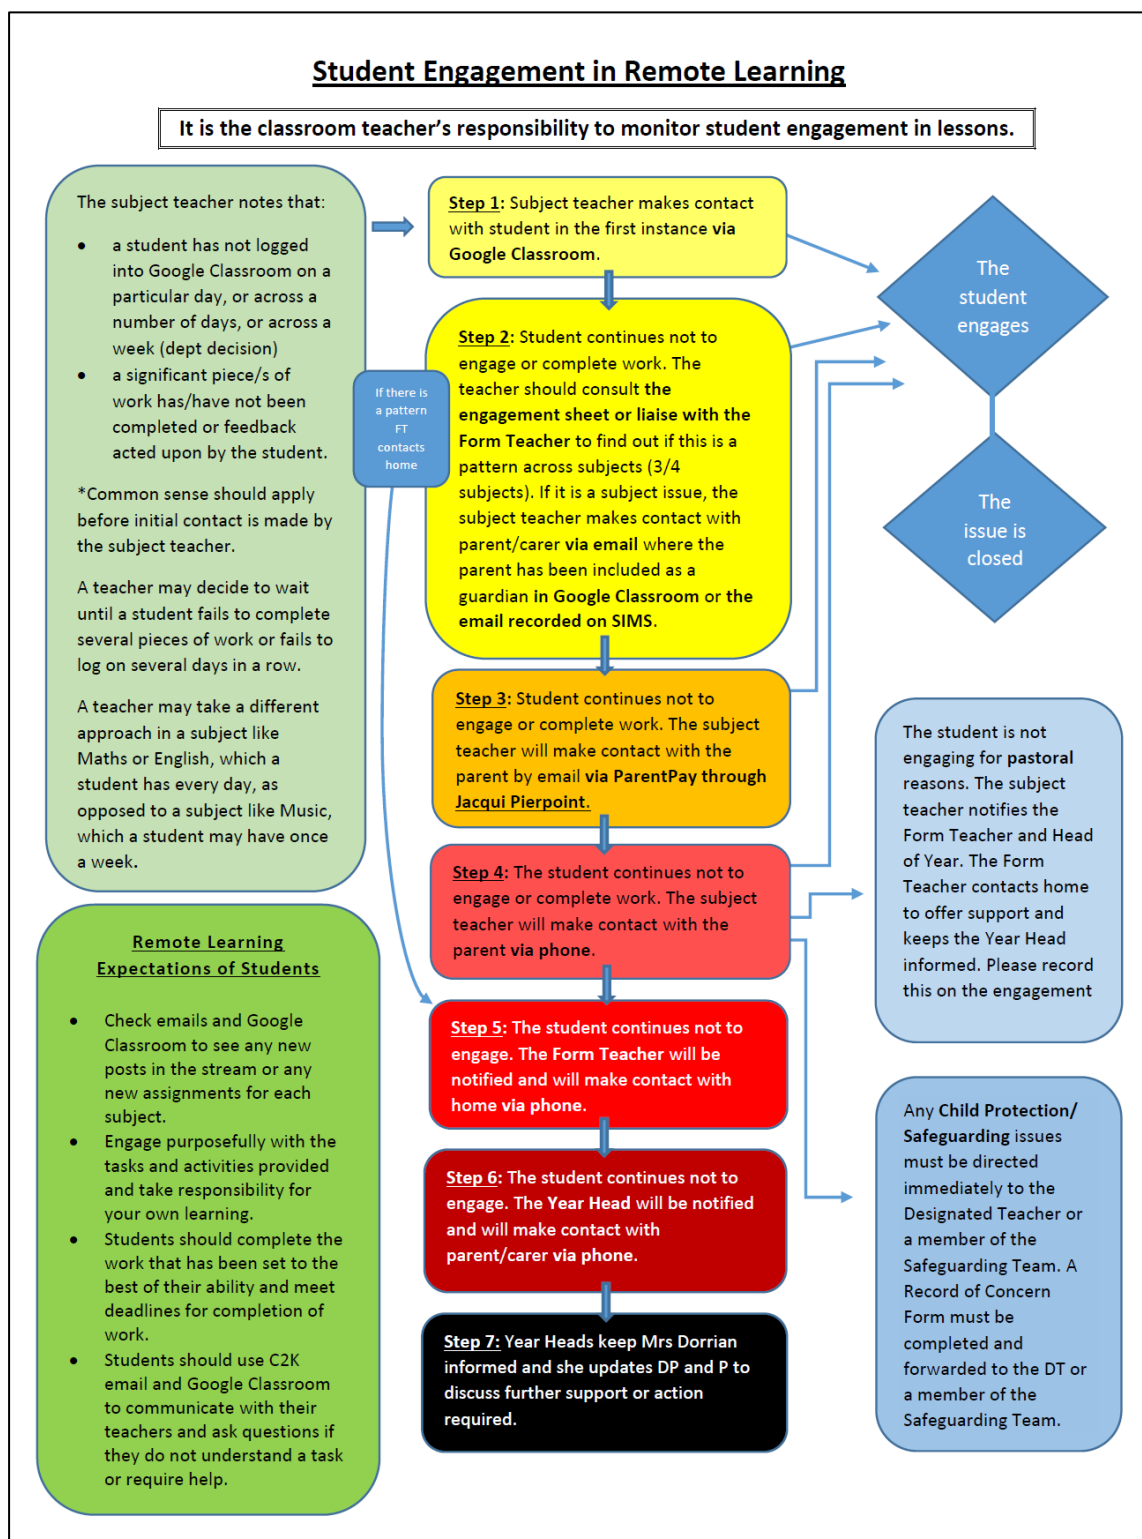 Student Engagement in Remote Learning
It is the classroom teacher's responsibility to monitor student engagement in lessons.
The subject teacher notes that:
• a student has not logged
into Google Classroom on a
particular day, or across a
number of days, or across a
week (dept decision)
• a significant piece/s of
work has/have not been
completed or feedback
acted upon by the student.
*Common sense should apply
before initial contact is made by
the subject teacher.
A teacher may decide to wait
until a student fails to complete
several pieces of work or fails to
log on several days in a row.
A teacher may take a different
approach in a subject like
Maths or English, which a
student has every day, as
opposed to a subject like Music,
which a student may have once
a week.
Remote Learning
Expectations of Students
• Check emails and Google
Classroom to see any new
posts in the stream or any
new assignments for each
subject.
• Engage purposefully with the
tasks and activities provided
and take responsibility for
your own learning.
• Students should complete the
work that has been set to the
best of their ability and meet
deadlines for completion of
work.
• Students should use C2K
email and Google Classroom
to communicate with their
teachers and ask questions if
they do not understand a task
or require help.
If there is
a pattern
FT
contacts
home
Step 1: Subject teacher makes contact
with student in the first instance via
Google Classroom.
Step 2: Student continues not to
engage or complete work. The
teacher should consult the
engagement sheet or liaise with the
Form Teacher to find out if this is a
pattern across subjects (3/4
subjects). If it is a subject issue, the
subject teacher makes contact with
parent/carer via email where the
parent has been included as a
guardian in Google Classroom or the
email recorded on SIMS.
Step 3: Student continues not to
engage or complete work. The subject
teacher will make contact with the
parent by email via ParentPay through
Jacqui Pierpoint.
Step 4: The student continues not to
engage or complete work. The subject
teacher will make contact with the
parent via phone.
Step 5: The student continues not to
engage. The Form Teacher will be
notified and will make contact with
home via phone.
Step 6: The student continues not to
engage. The Year Head will be notified
and will make contact with
parent/carer via phone.
Step 7: Year Heads keep Mrs Dorrian
informed and she updates DP and P to
discuss further support or action
required.
The
student
engages
The
issue is
closed
The student is not
engaging for pastoral
reasons. The subject
teacher notifies the
Form Teacher and Head
of Year. The Form
Teacher contacts home
to offer support and
keeps the Year Head
informed. Please record
this on the engagement
Any Child Protection/
Safeguarding issues
must be directed
immediately to the
Designated Teacher or
a member of the
Safeguarding Team. A
Record of Concern
Form must be
completed and
forwarded to the DT or
a member of the
Safeguarding Team.